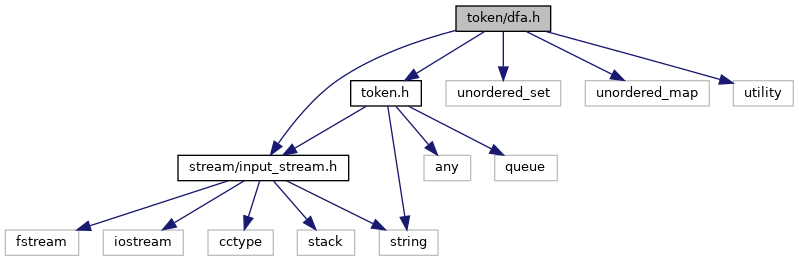 token/dfa.h
token.h
unordered_set
unordered_map
utility
stream/input_stream.h
any
queue
fstream
iostream
cctype
stack
string